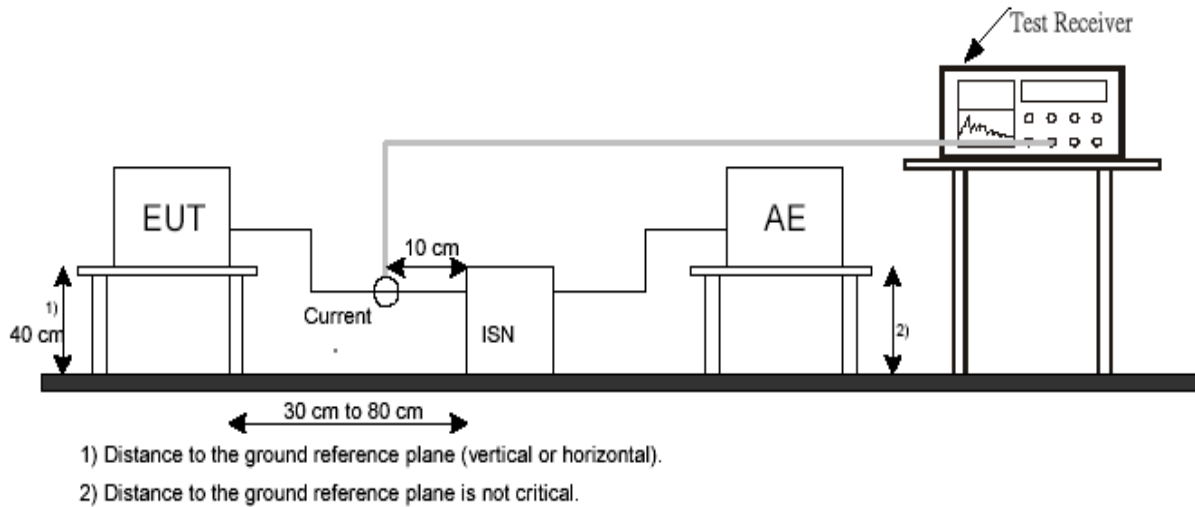 Test Receiver
EUT
AE
10 cm
1)
40 cm
Current
ISN
2)
30 cm to 80 cm
1) Distance to the ground reference plane (vertical or horizontal).
2) Distance to the ground reference plane is not critical.